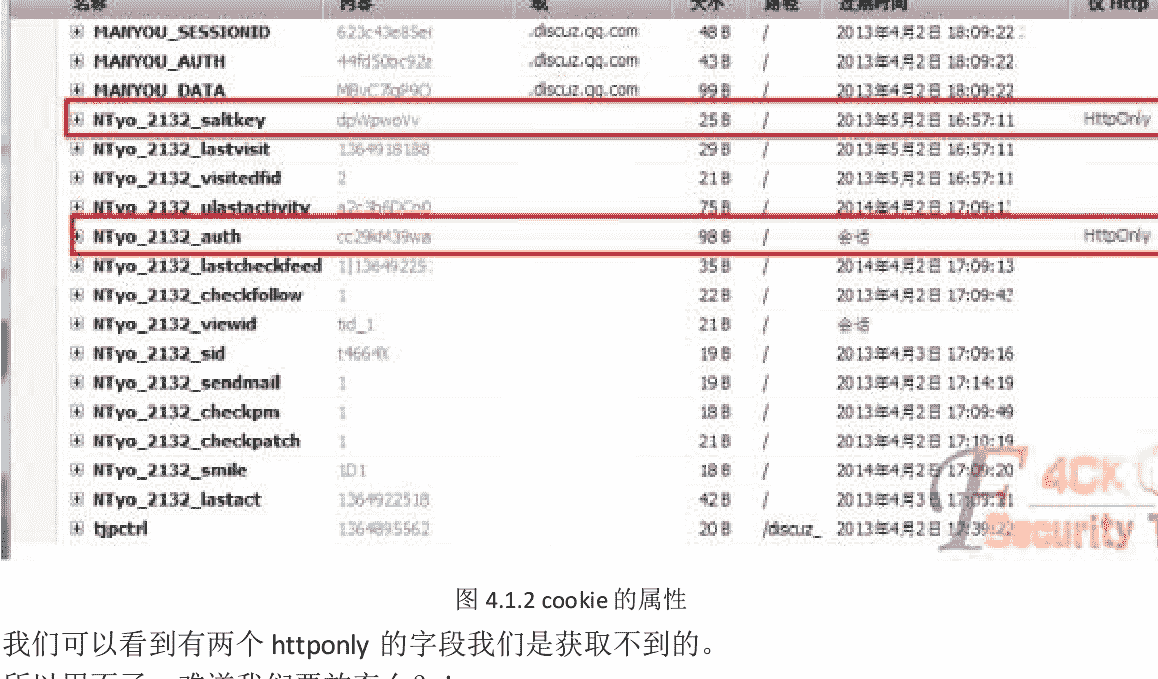 名称 内容 域 大小 路径 过期时间 仅 Http
MANYOU_SESSIONID .discuz.qq.com 48 B / 2013年4月2日 18:09:22
MANYOU_AUTH 44fd50bc92a .discuz.qq.com 43 B / 2013年4月2日 18:09:22
MANYOU_DATA .discuz.qq.com 99 B / 2013年4月2日 18:09:22
NTyo_2132_saltkey dpWpwoVv 25 B / 2013年5月2日 16:57:11 HttpOnly
NTyo_2132_lastvisit 1364918188 29 B / 2013年5月2日 16:57:11
NTyo_2132_visitedfid 2 21 B / 2013年5月2日 16:57:11
NTyo_2132_ulastactivity 75 B / 2014年4月2日
NTyo_2132_auth 98 B / 会话 HttpOnly
NTyo_2132_lastcheckfeed 35 B / 2014年4月2日 17:09:13
NTyo_2132_checkfollow 1 22 B / 2013年4月2日
NTyo_2132_viewid tid_1 21 B / 会话
NTyo_2132_sid 19 B / 2013年4月3日 17:09:16
NTyo_2132_sendmail 1 19 B / 2013年4月2日 17:14:19
NTyo_2132_checkpm 1 18 B / 2013年4月2日 17:09:49
NTyo_2132_checkpatch 1 21 B / 2013年4月2日 17:10:19
NTyo_2132_smile 1D1 18 B / 2014年4月2日 17:09:20
NTyo_2132_lastact 1364922518 42 B / 2013年4月3日
tjpctrl 1364895562 20 B /discuz_ 2013年4月2日
F4Ck
Security T
图 4.1.2 cookie 的属性
我们可以看到有两个 httponly 的字段我们是获取不到的。